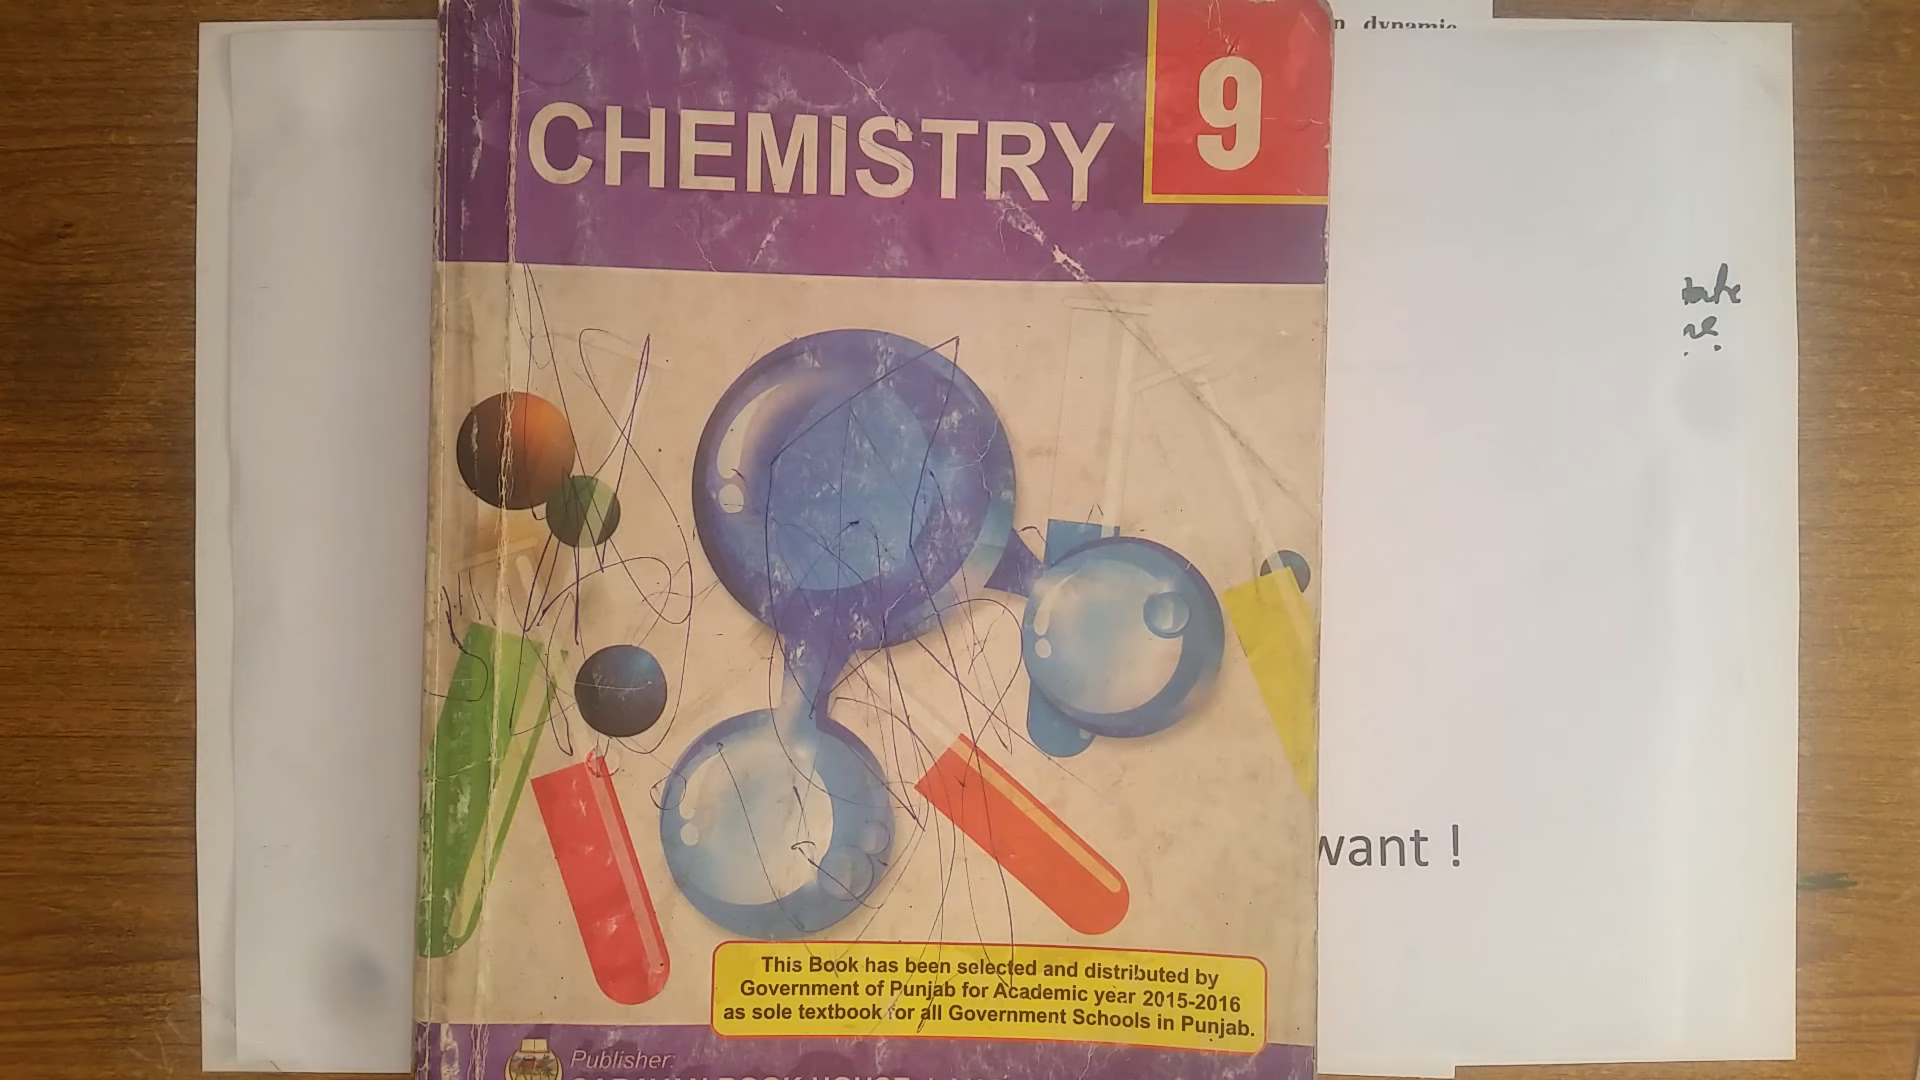 dynamic
CHEMISTRY
9
want !
This Book has been selected and distributed by
Government of Punjab for Academic year 2015-2016
as sole textbook for all Government Schools in Punjab.
Publisher: